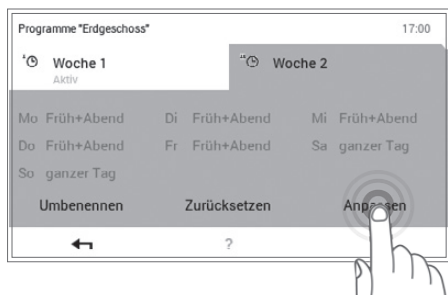 Programme "Erdgeschoss" 17:00
Woche 1 Woche 2
Aktiv
Mo Früh+Abend Di Früh+Abend Mi Früh+Abend
Do Früh+Abend Fr Früh+Abend Sa ganzer Tag
So ganzer Tag
Umbenennen Zurücksetzen Anpassen
?